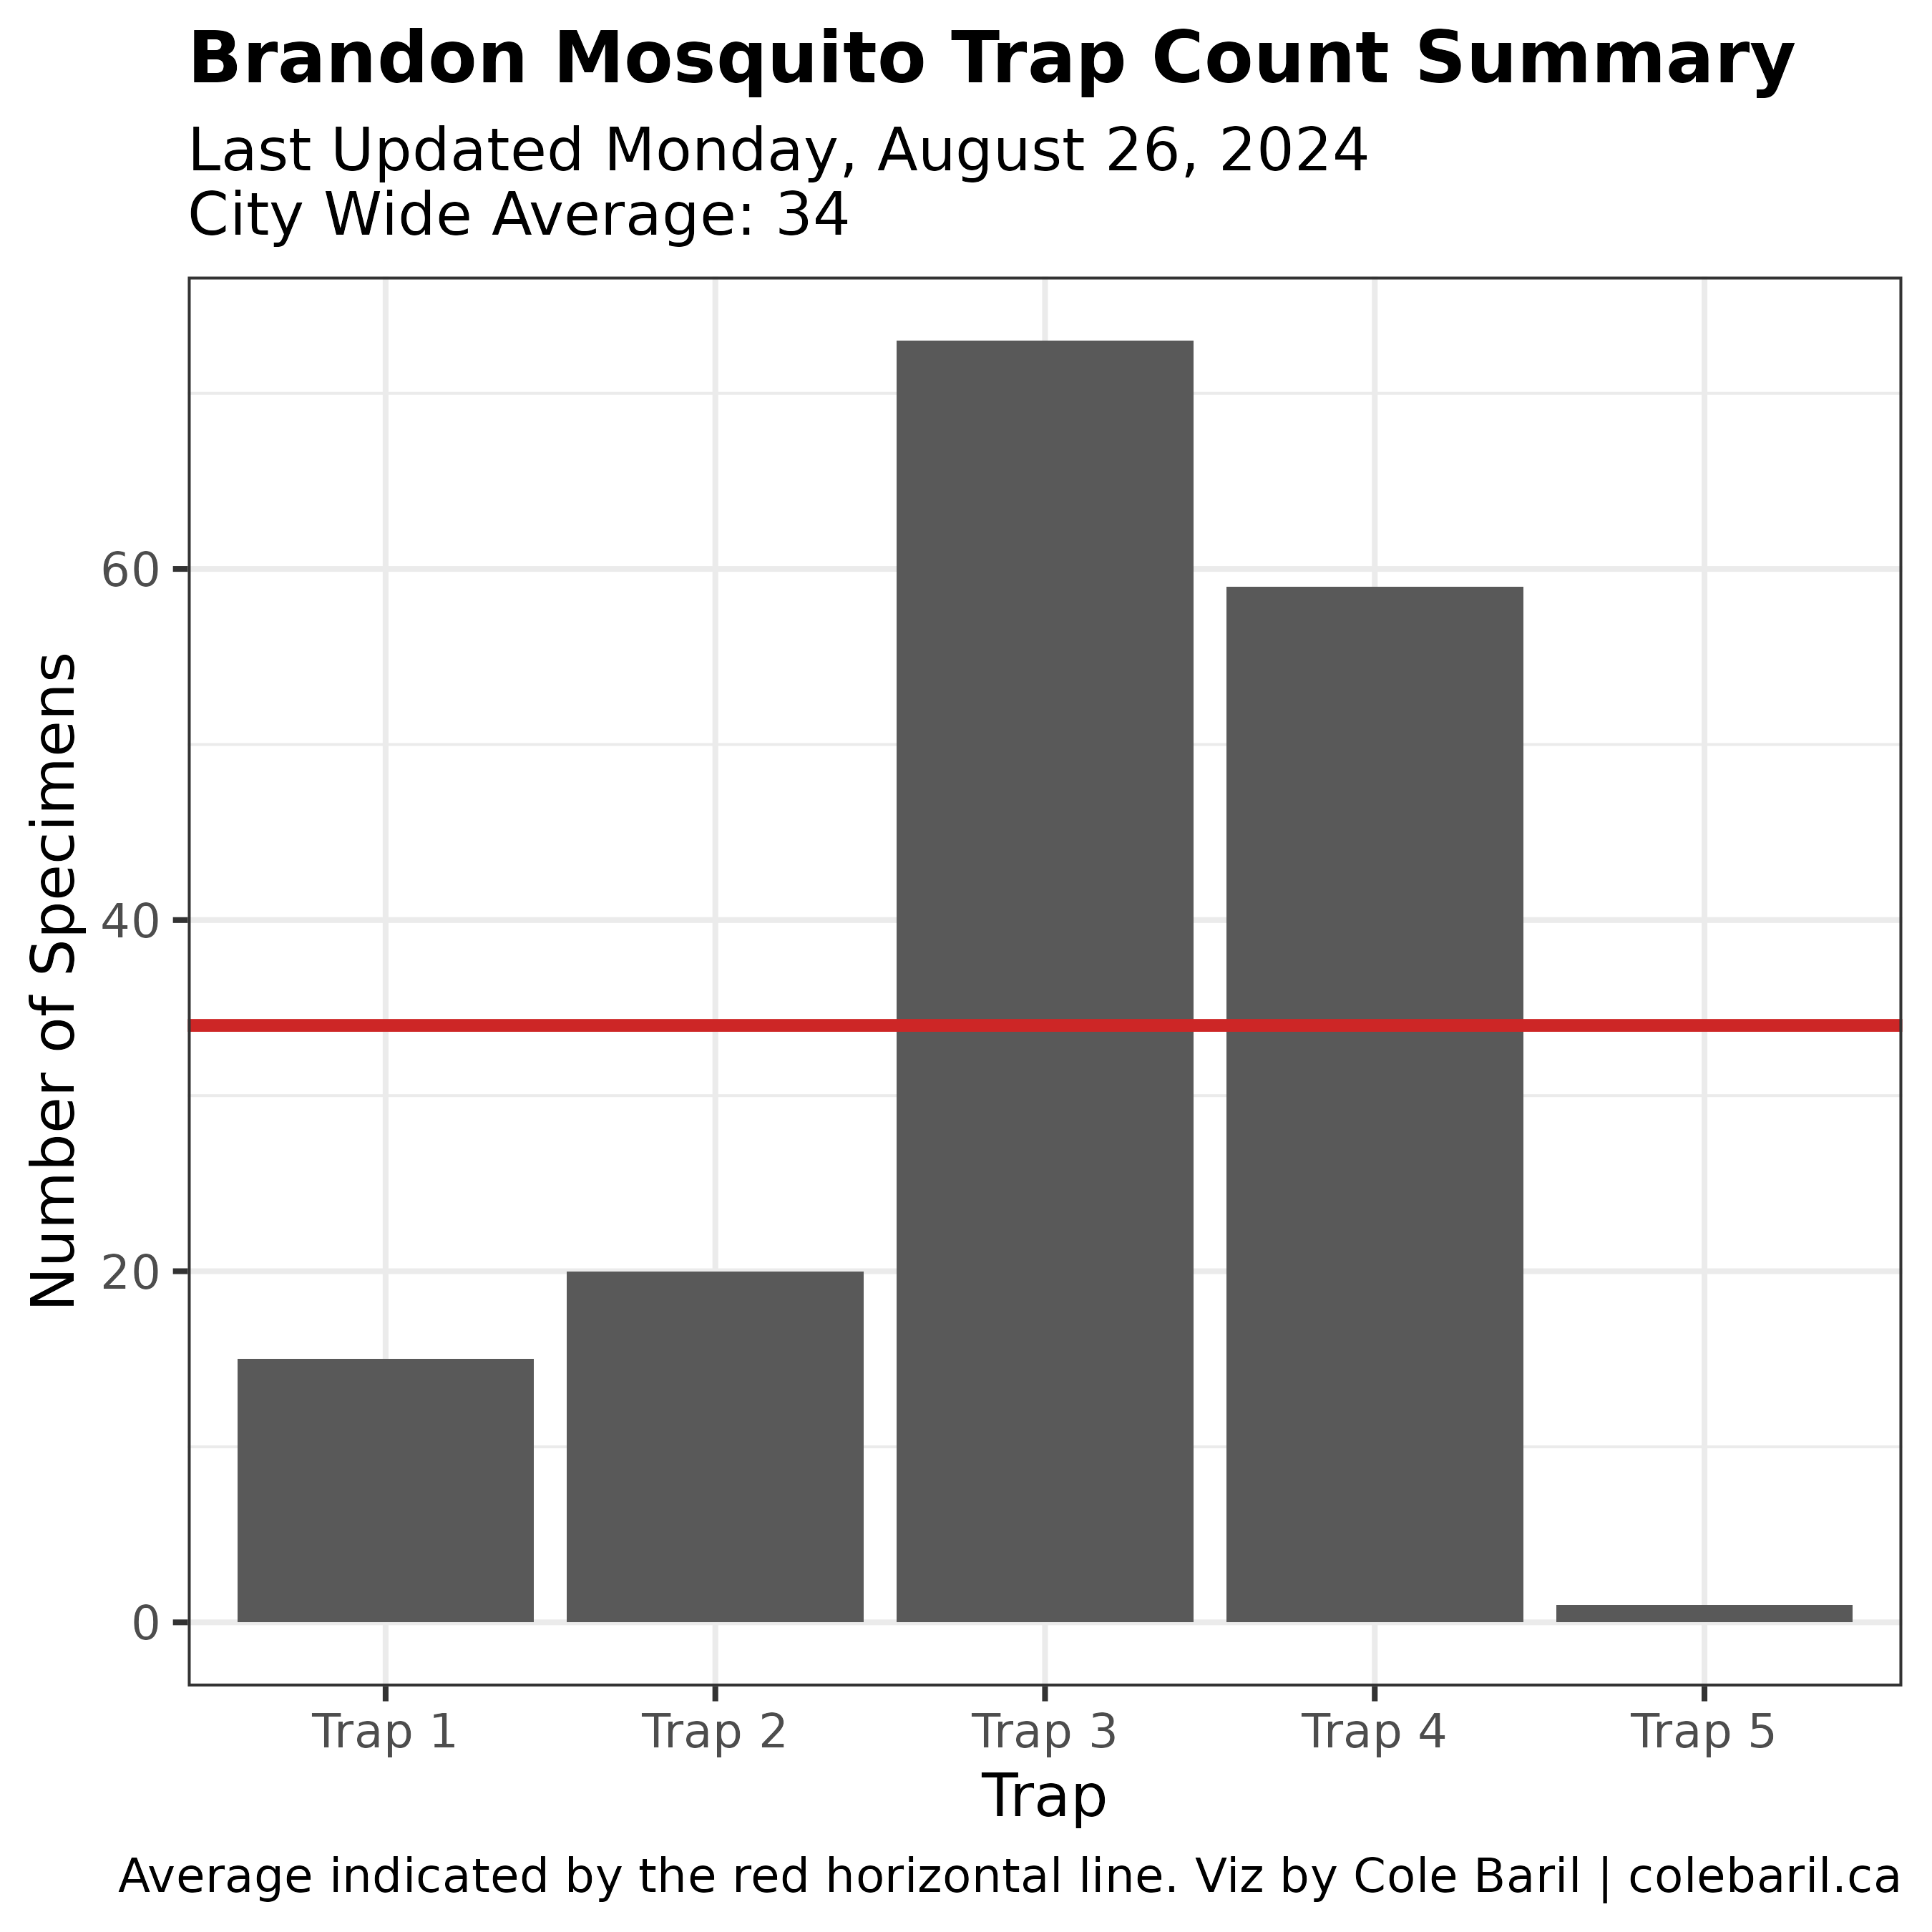 Brandon Mosquito Trap Count Summary
Last Updated Monday, August 26, 2024
City Wide Average: 34
Number of Specimens
60
40
20
0
Trap 1 Trap 2 Trap 3 Trap 4 Trap 5
Trap
Average indicated by the red horizontal line. Viz by Cole Baril | colebaril.ca